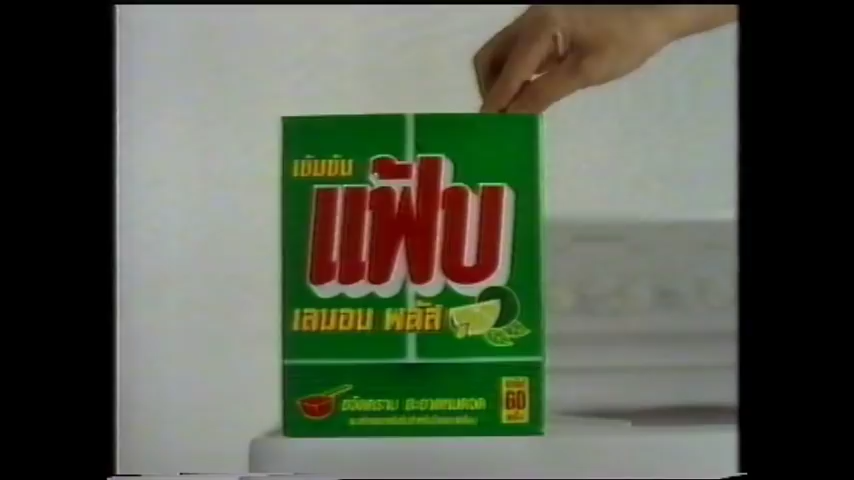 เข้มข้น
แฟ้บ
เลมอน พลัส
ขจัดคราบ สะอาดหมดจด
60